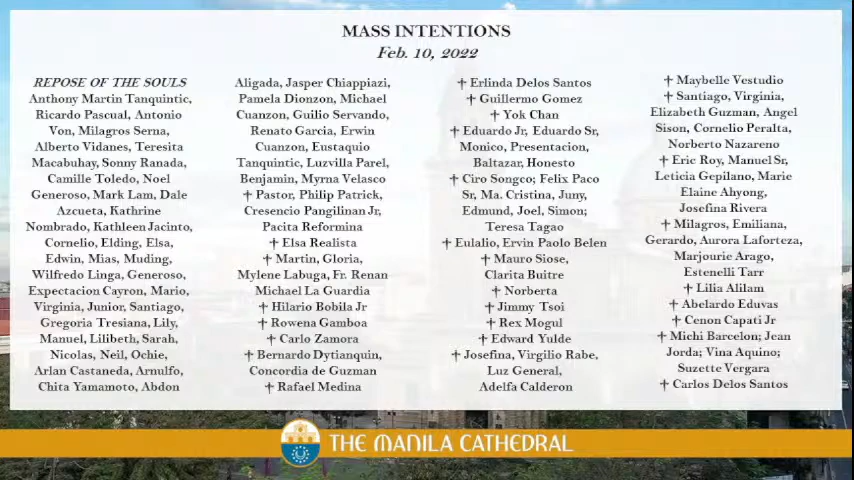 MASS INTENTIONS
Feb. 10, 2022
REPOSE OF THE SOULS
Anthony Martin Tanquintic,
Ricardo Pascual, Antonio
Von, Milagros Serna,
Alberto Vidanes, Teresita
Macabuhay, Sonny Ranada,
Camille Toledo, Noel
Generoso, Mark Lam, Dale
Azcueta, Kathrine
Nombrado, Kathleen Jacinto,
Cornelio, Elding, Elsa,
Edwin, Mias, Muding,
Wilfredo Linga, Generoso,
Expectacion Cayron, Mario,
Virginia, Junior, Santiago,
Gregoria Tresiana, Lily,
Manuel, Lilibeth, Sarah,
Nicolas, Neil, Ochie,
Arlan Castaneda, Arnulfo,
Chita Yamamoto, Abdon
Aligada, Jasper Chiappiazi,
Pamela Dionzon, Michael
Cuanzon, Guilio Servando,
Renato Garcia, Erwin
Cuanzon, Eustaquio
Tanquintic, Luzvilla Parel,
Benjamin, Myrna Velasco
† Pastor, Philip Patrick,
Cresencio Pangilinan Jr,
Pacita Reformina
† Elsa Realista
† Martin, Gloria,
Mylene Labuga, Fr. Renan
Michael La Guardia
† Hilario Bobila Jr
† Rowena Gamboa
† Carlo Zamora
† Bernardo Dytianquin,
Concordia de Guzman
† Rafael Medina
† Erlinda Delos Santos
† Guillermo Gomez
† Yok Chan
† Eduardo Jr, Eduardo Sr,
Monico, Presentacion,
Baltazar, Honesto
† Ciro Songco; Felix Paco
Sr, Ma. Cristina, Juny,
Edmund, Joel, Simon;
Teresa Tagao
† Eulalio, Ervin Paolo Belen
† Mauro Siose,
Clarita Buitre
† Norberta
† Jimmy Tsoi
† Rex Mogul
† Edward Yulde
† Josefina, Virgilio Rabe,
Luz General,
Adelfa Calderon
† Maybelle Vestudio
† Santiago, Virginia,
Elizabeth Guzman, Angel
Sison, Cornelio Peralta,
Norberto Nazareno
† Eric Roy, Manuel Sr,
Leticia Gepilano, Marie
Elaine Ahyong,
Josefina Rivera
† Milagros, Emiliana,
Gerardo, Aurora Laforteza,
Marjourie Arago,
Estenelli Tarr
† Lilia Alilam
† Abelardo Eduvas
† Cenon Capati Jr
† Michi Barcelon; Jean
Jorda; Vina Aquino;
Suzette Vergara
† Carlos Delos Santos
THE MANILA CATHEDRAL